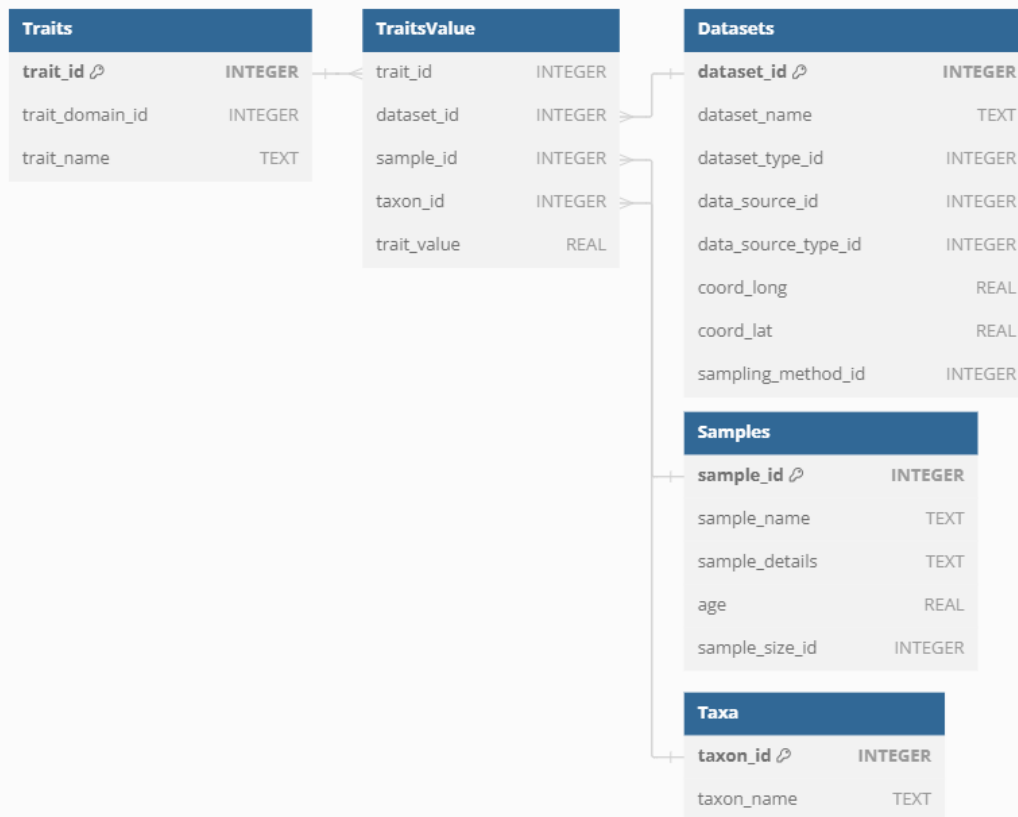 Traits
trait_id INTEGER
trait_domain_id INTEGER
trait_name TEXT
TraitsValue
trait_id INTEGER
dataset_id INTEGER
sample_id INTEGER
taxon_id INTEGER
trait_value REAL
Datasets
dataset_id INTEGER
dataset_name TEXT
dataset_type_id INTEGER
data_source_id INTEGER
data_source_type_id INTEGER
coord_long REAL
coord_lat REAL
sampling_method_id INTEGER
Samples
sample_id INTEGER
sample_name TEXT
sample_details TEXT
age REAL
sample_size_id INTEGER
Taxa
taxon_id INTEGER
taxon_name TEXT